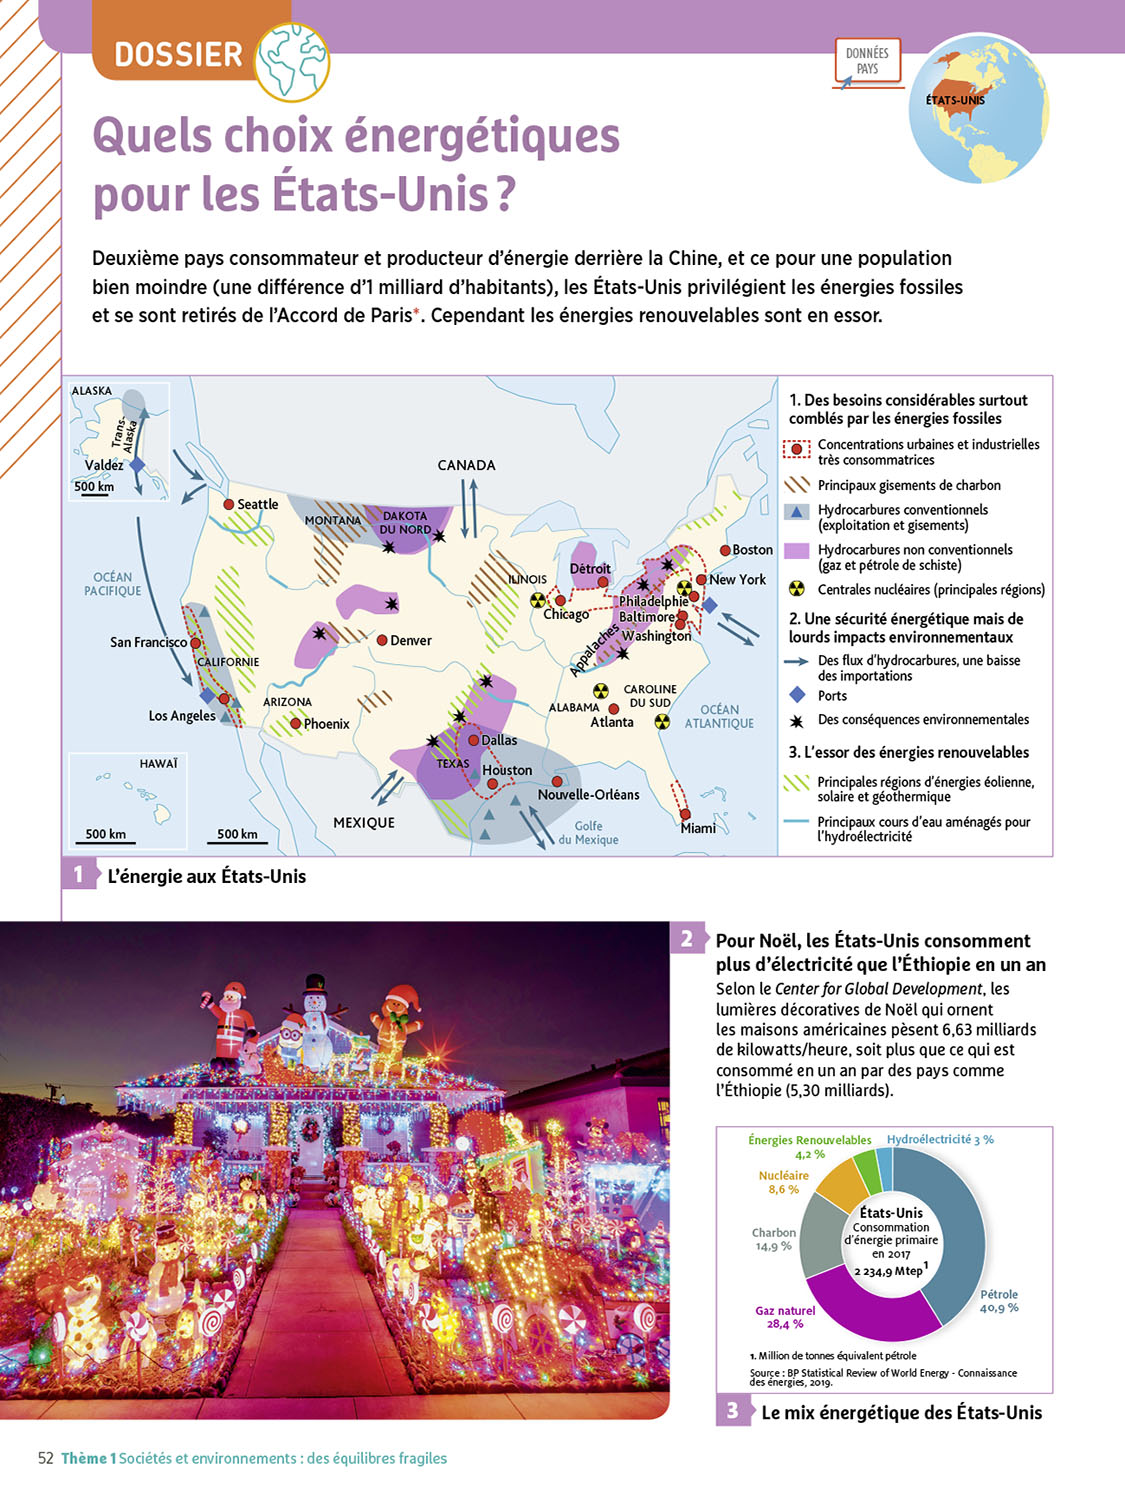 DOSSIER
DONNÉES
PAYS
ÉTATS-UNIS
Quels choix énergétiques
pour les États-Unis ?
Deuxième pays consommateur et producteur d'énergie derrière la Chine, et ce pour une population
bien moindre (une différence d'1 milliard d'habitants), les États-Unis privilégient les énergies fossiles
et se sont retirés de l'Accord de Paris*. Cependant les énergies renouvelables sont en essor.
ALASKA
Trans-
Alaska
Valdez
500 km
CANADA
Seattle
MONTANA
DAKOTA
DU NORD
OCÉAN
PACIFIQUE
Boston
Détroit
ILINOIS
New York
Chicago
Philadelphie
Baltimore
Washington
Appalaches
San Francisco
Denver
CALIFORNIE
ARIZONA
Los Angeles
Phoenix
ALABAMA
CAROLINE
DU SUD
Atlanta
OCÉAN
ATLANTIQUE
Dallas
TEXAS
Houston
Nouvelle-Orléans
HAWAÏ
MEXIQUE
Golfe
du Mexique
Miami
500 km
500 km
1. Des besoins considérables surtout
comblés par les énergies fossiles
Concentrations urbaines et industrielles
très consommatrices
Principaux gisements de charbon
Hydrocarbures conventionnels
(exploitation et gisements)
Hydrocarbures non conventionnels
(gaz et pétrole de schiste)
Centrales nucléaires (principales régions)
2. Une sécurité énergétique mais de
lourds impacts environnementaux
Des flux d'hydrocarbures, une baisse
des importations
Ports
Des conséquences environnementales
3. L'essor des énergies renouvelables
Principales régions d'énergies éolienne,
solaire et géothermique
Principaux cours d'eau aménagés pour
l'hydroélectricité
1 L'énergie aux États-Unis
2 Pour Noël, les États-Unis consomment
plus d'électricité que l'Éthiopie en un an
Selon le Center for Global Development, les
lumières décoratives de Noël qui ornent
les maisons américaines pèsent 6,63 milliards
de kilowatts/heure, soit plus que ce qui est
consommé en un an par des pays comme
l'Éthiopie (5,30 milliards).
Énergies Renouvelables
4,2 %
Hydroélectricité 3 %
Nucléaire
8,6 %
Charbon
14,9 %
États-Unis
Consommation
d'énergie primaire
en 2017
2 234,9 Mtep1
Pétrole
40,9 %
Gaz naturel
28,4 %
1. Million de tonnes équivalent pétrole
Source : BP Statistical Review of World Energy - Connaissance
des énergies, 2019.
3 Le mix énergétique des États-Unis
52 Thème 1 Sociétés et environnements : des équilibres fragiles